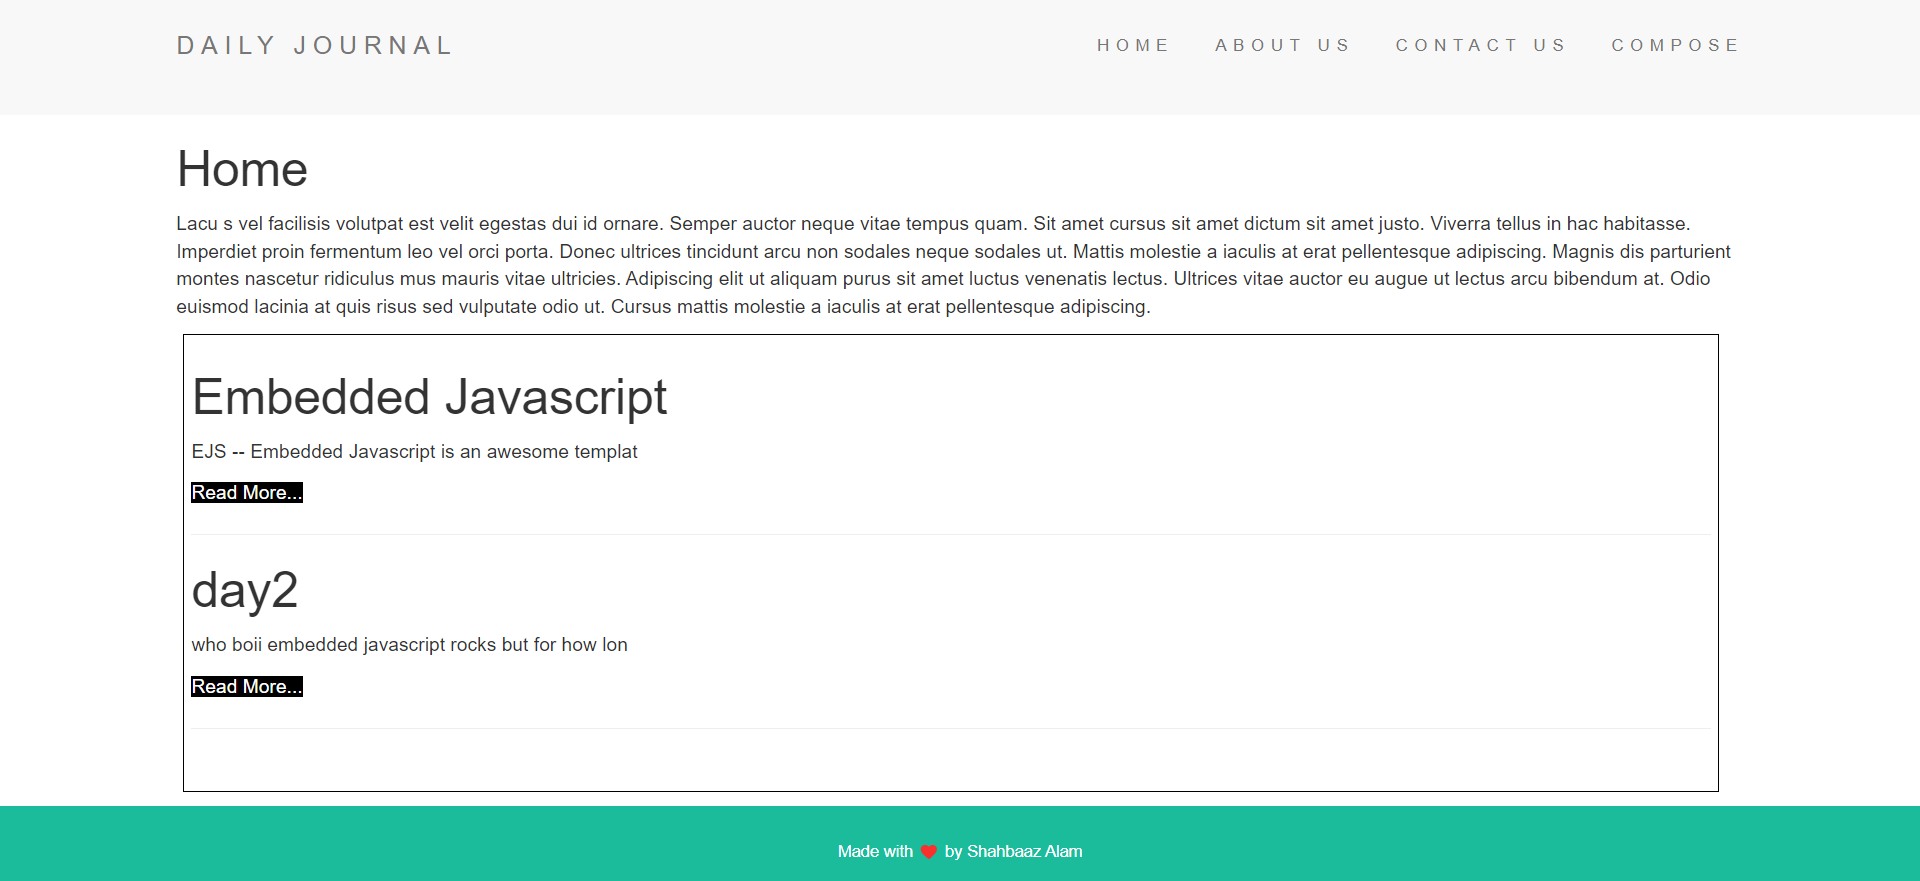 DAILY JOURNAL
HOME ABOUT US CONTACT US COMPOSE
Home
Lacu s vel facilisis volutpat est velit egestas dui id ornare. Semper auctor neque vitae tempus quam. Sit amet cursus sit amet dictum sit amet justo. Viverra tellus in hac habitasse.
Imperdiet proin fermentum leo vel orci porta. Donec ultrices tincidunt arcu non sodales neque sodales ut. Mattis molestie a iaculis at erat pellentesque adipiscing. Magnis dis parturient
montes nascetur ridiculus mus mauris vitae ultricies. Adipiscing elit ut aliquam purus sit amet luctus venenatis lectus. Ultrices vitae auctor eu augue ut lectus arcu bibendum at. Odio
euismod lacinia at quis risus sed vulputate odio ut. Cursus mattis molestie a iaculis at erat pellentesque adipiscing.
Embedded Javascript
EJS -- Embedded Javascript is an awesome templat
Read More...
day2
who boii embedded javascript rocks but for how lon
Read More...
Made with ❤ by Shahbaaz Alam